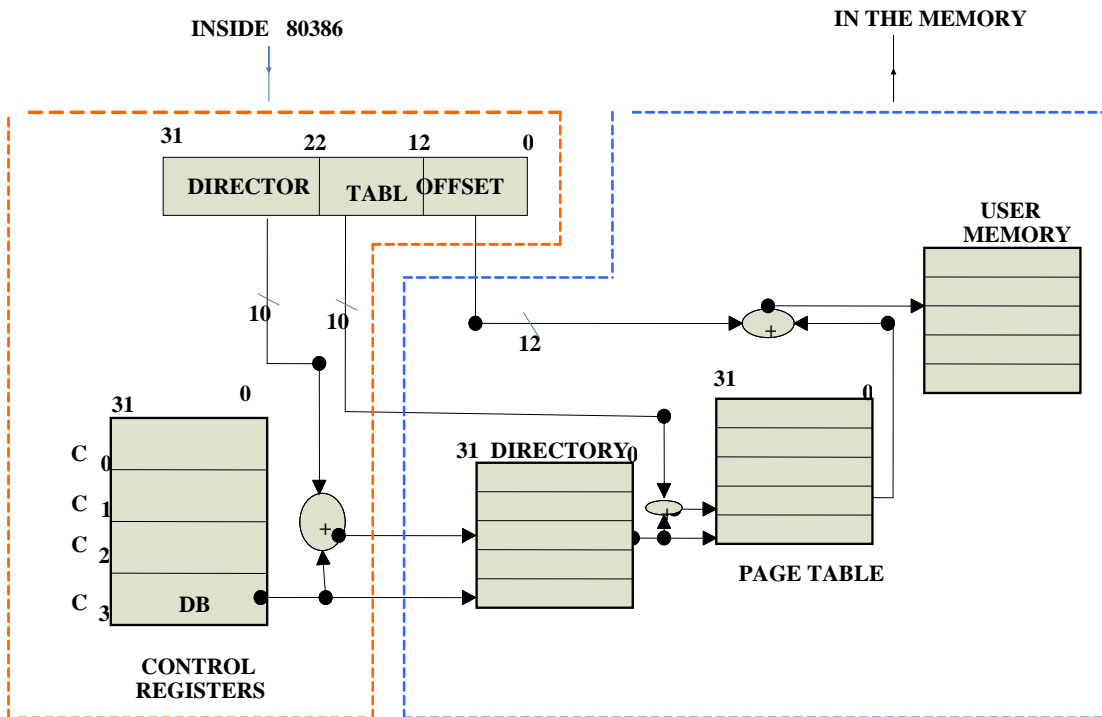 INSIDE 80386
IN THE MEMORY
31 22 12 0
DIRECTOR TABL OFFSET
USER
MEMORY
10 10 12
+
31 0
31 0
C 0
C 1
C 2
C 3
DB
+
31 DIRECTORY 0
+
PAGE TABLE
CONTROL
REGISTERS